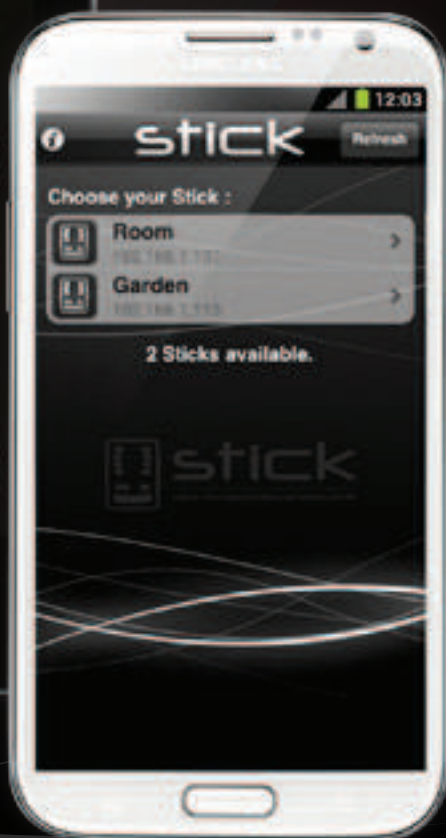 12:03
stick
Refresh
Choose your Stick :
Room
Garden
2 Sticks available.
stick